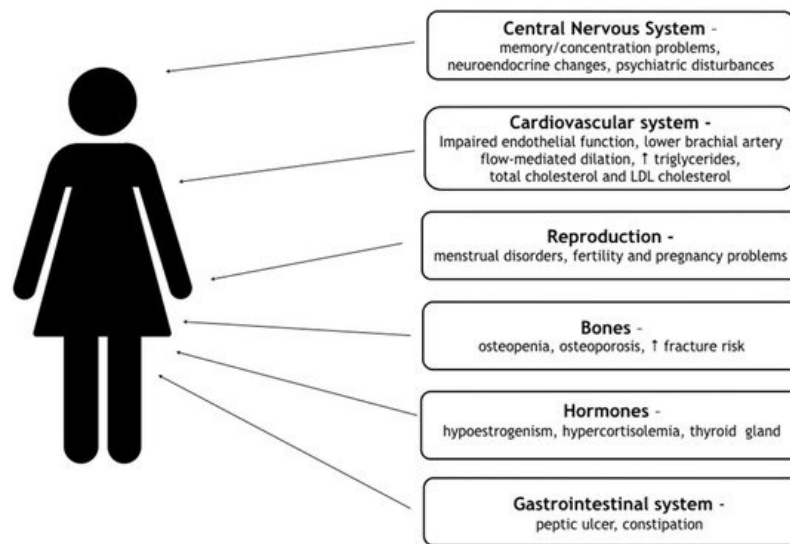 Central Nervous System –
memory/concentration problems,
neuroendocrine changes, psychiatric disturbances
Cardiovascular system -
Impaired endothelial function, lower brachial artery
flow-mediated dilation, ↑ triglycerides,
total cholesterol and LDL cholesterol
Reproduction -
menstrual disorders, fertility and pregnancy problems
Bones –
osteopenia, osteoporosis, ↑ fracture risk
Hormones –
hypoestrogenism, hypercortisolemia, thyroid gland
Gastrointestinal system -
peptic ulcer, constipation